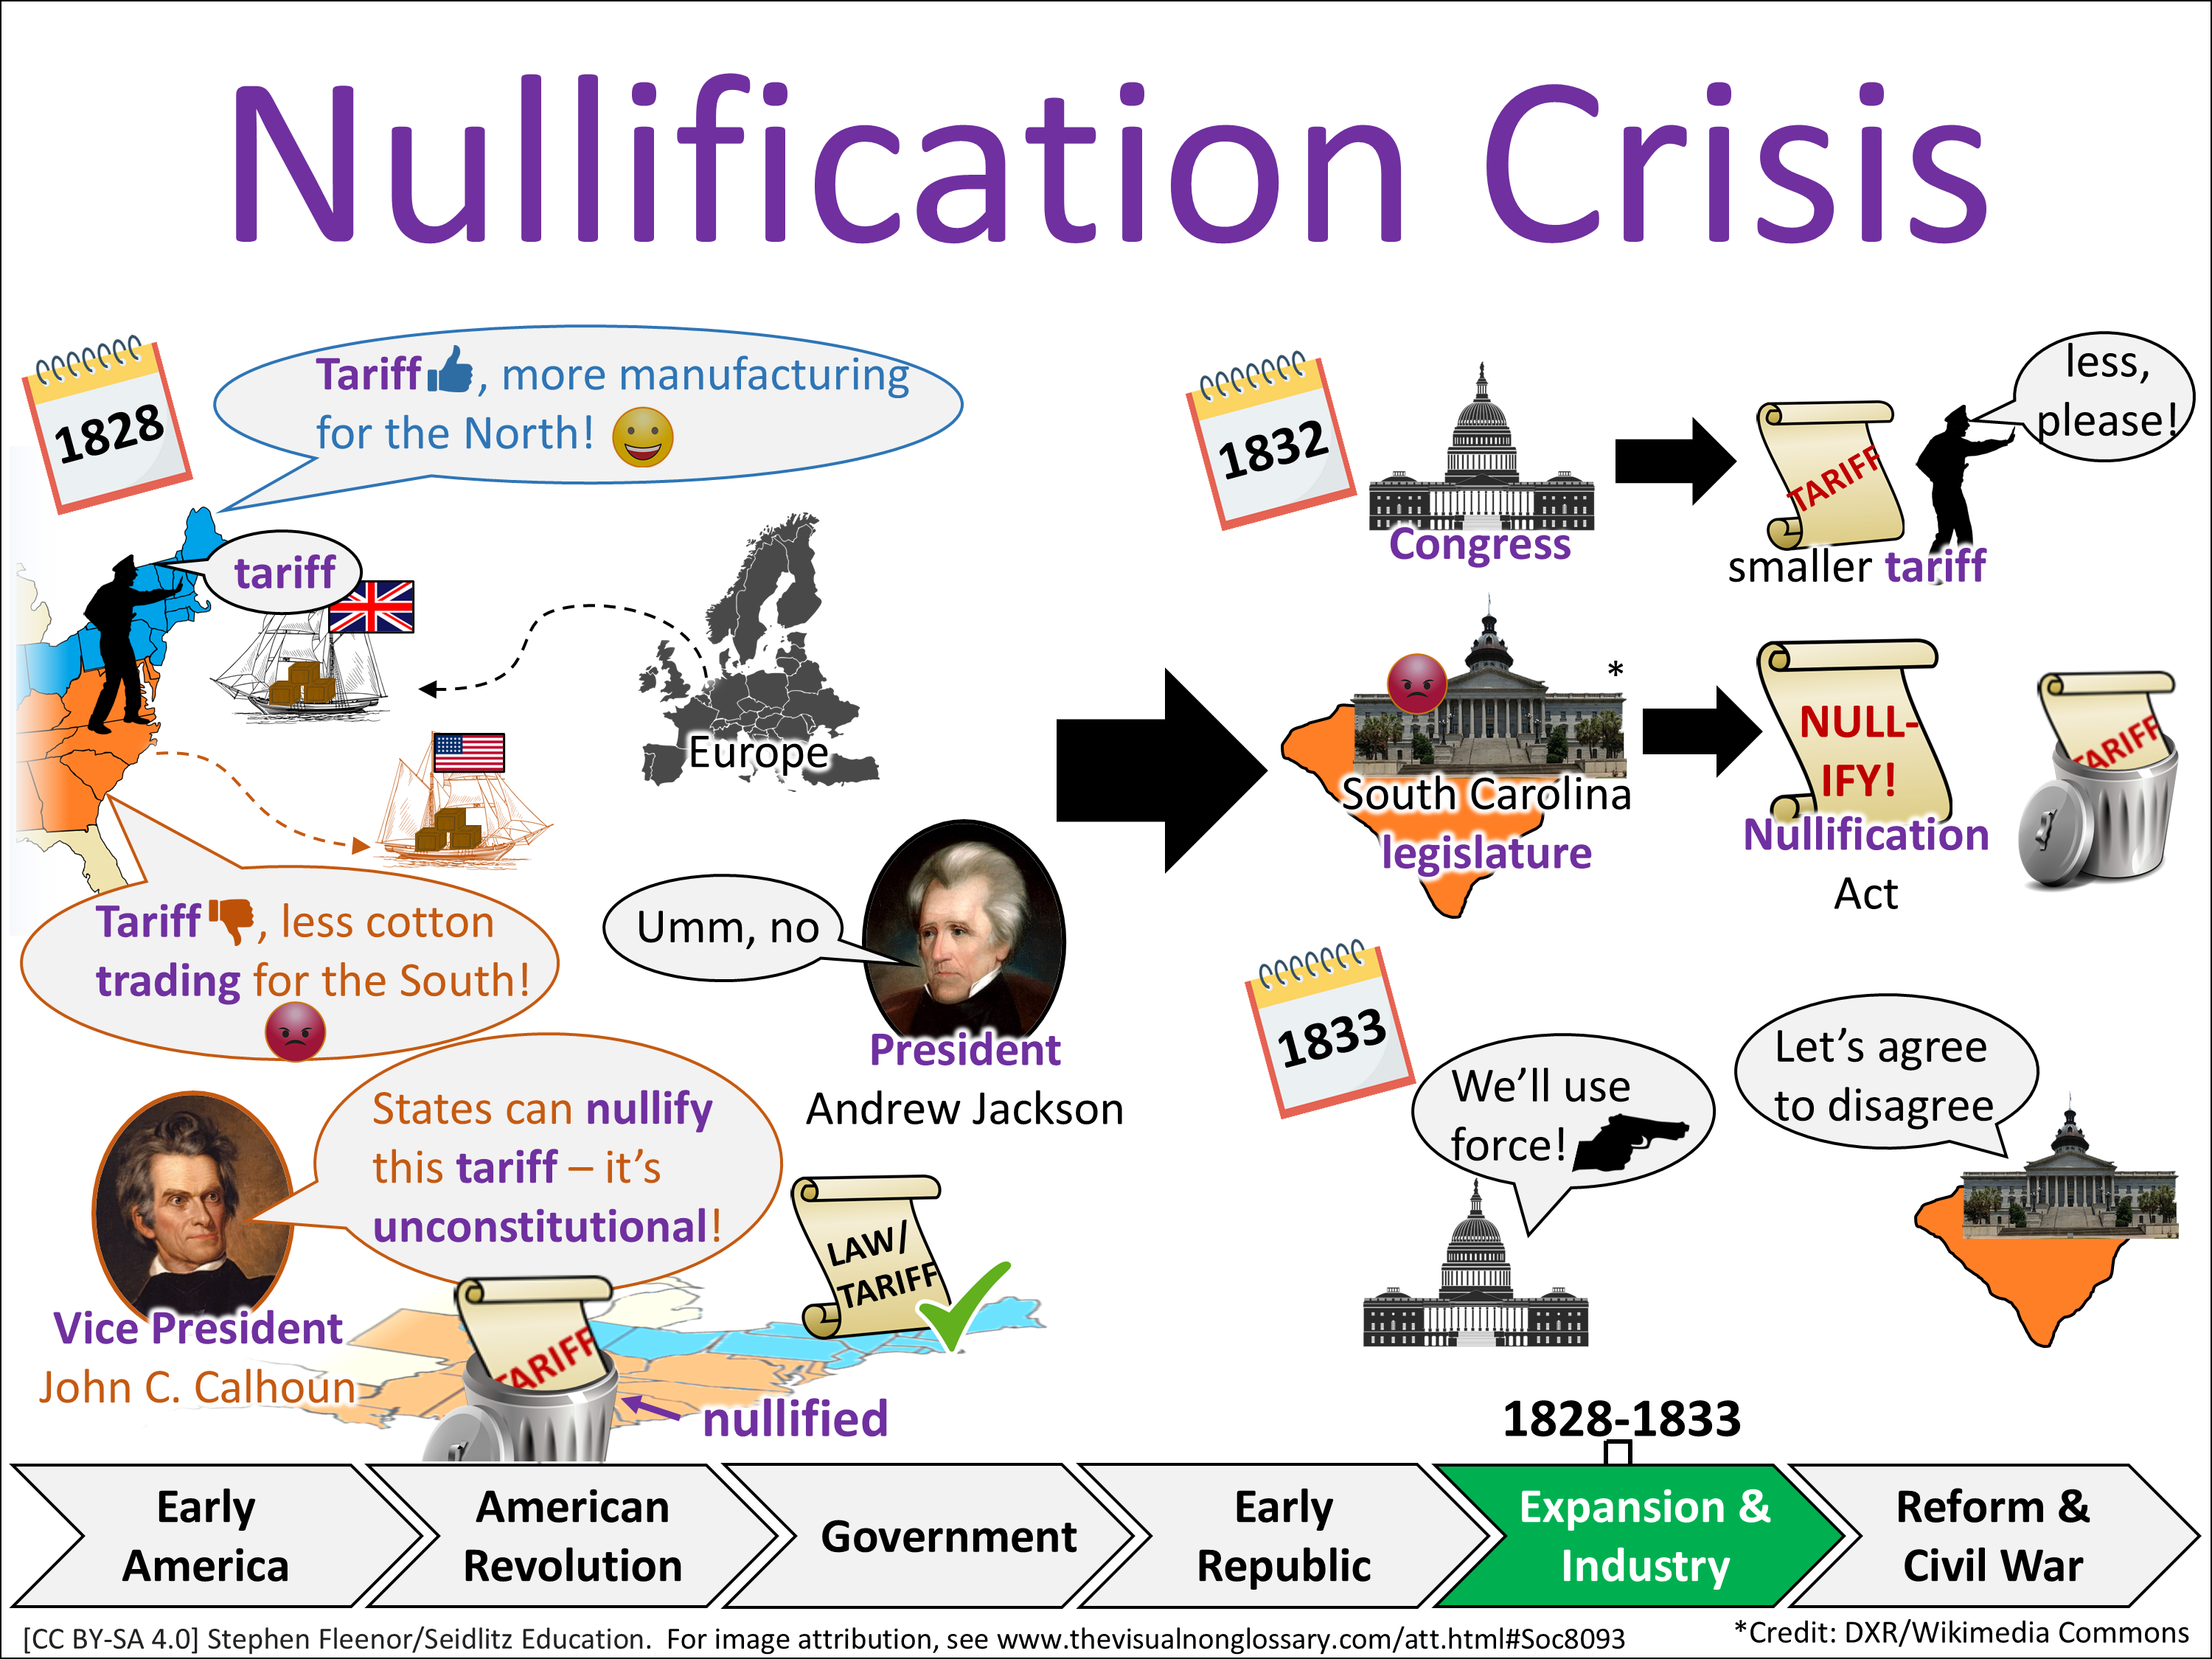 Nullification Crisis
1828
Tariff, more manufacturing
for the North!
tariff
Europe
Tariff, less cotton
trading for the South!
Umm, no
President
Andrew Jackson
States can nullify
this tariff – it's
unconstitutional!
Vice President
John C. Calhoun
LAW/
TARIFF
TARIFF
nullified
1832
Congress
TARIFF
less,
please!
smaller tariff
*
South Carolina
legislature
NULL-
IFY!
Nullification
Act
TARIFF
1833
We'll use
force!
Let's agree
to disagree
1828-1833
Early
America
American
Revolution
Government
Early
Republic
Expansion &
Industry
Reform &
Civil War
[CC BY-SA 4.0] Stephen Fleenor/Seidlitz Education. For image attribution, see www.thevisualnonglossary.com/att.html#Soc8093
*Credit: DXR/Wikimedia Commons